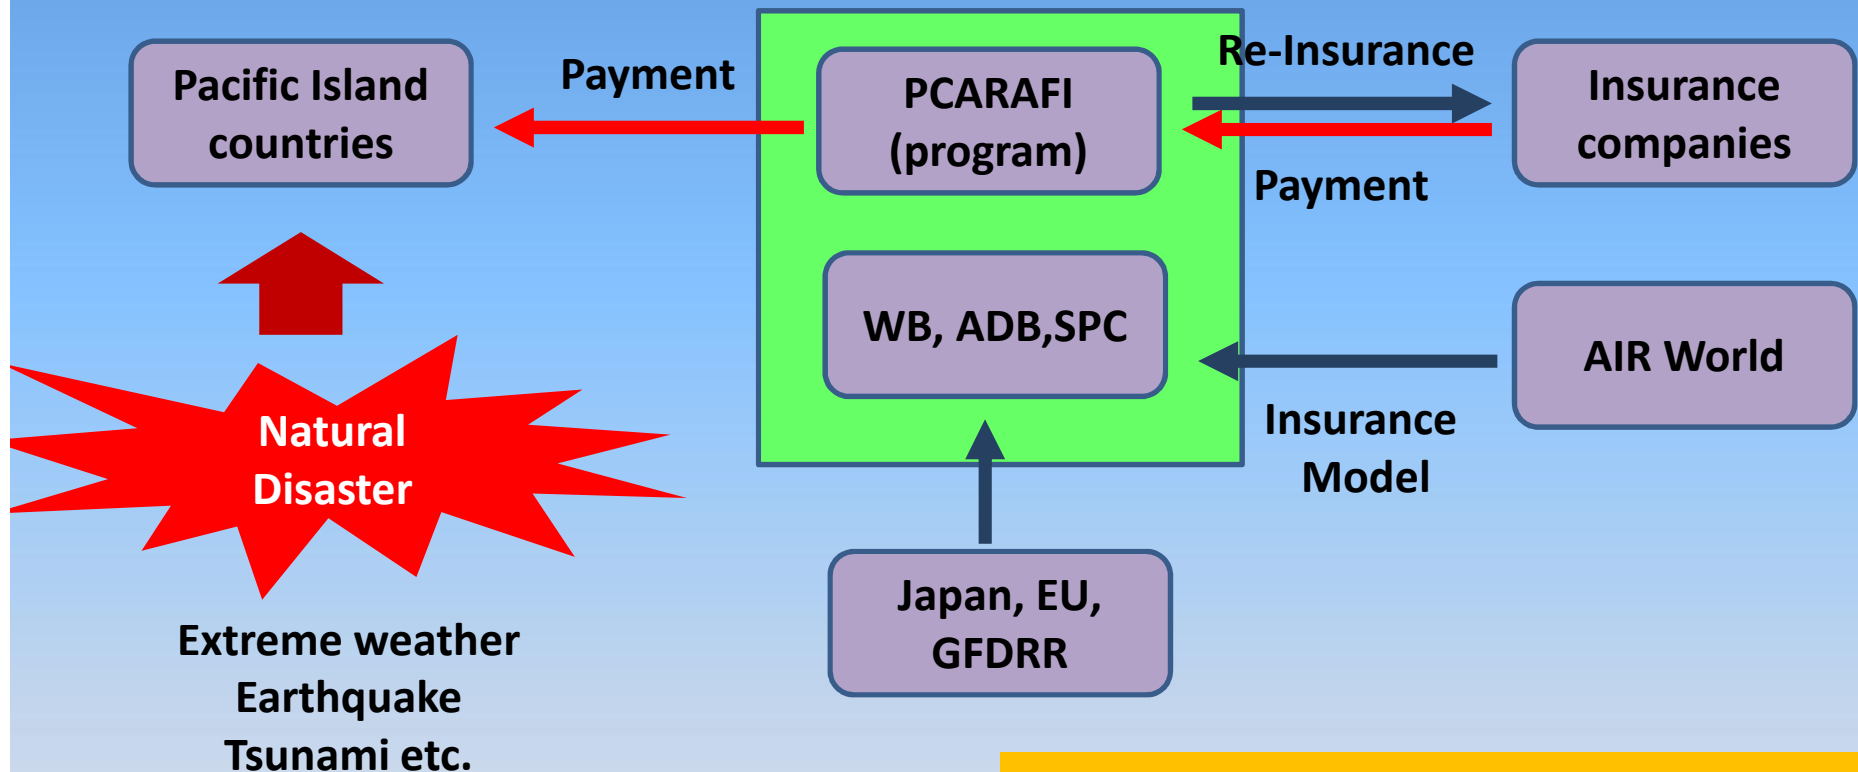 Pacific Island
countries
Payment
PCARAFI
(program)
Re-Insurance
Payment
Insurance
companies
WB, ADB,SPC
AIR World
Insurance
Model
Natural
Disaster
Japan, EU,
GFDRR
Extreme weather
Earthquake
Tsunami etc.